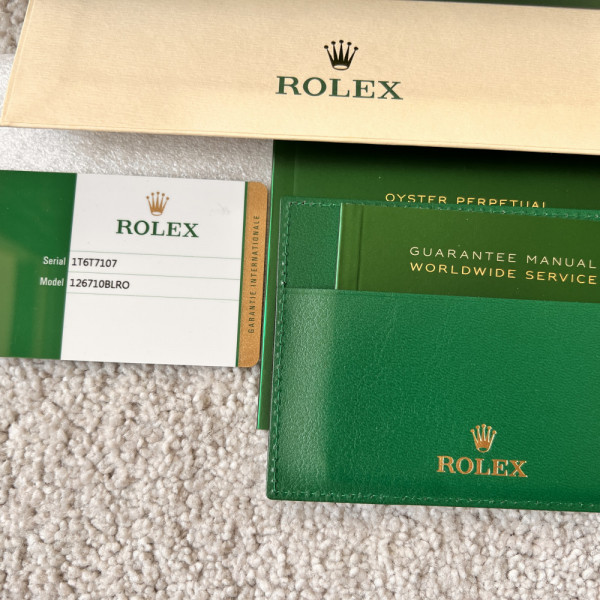 ROLEX
OYSTER PERPETUAL
ROLEX
Serial 1T6T7107
Model 126710BLRO
GARANTIE INTERNATIONALE
GUARANTEE MANUAL
WORLDWIDE SERVICE
ROLEX